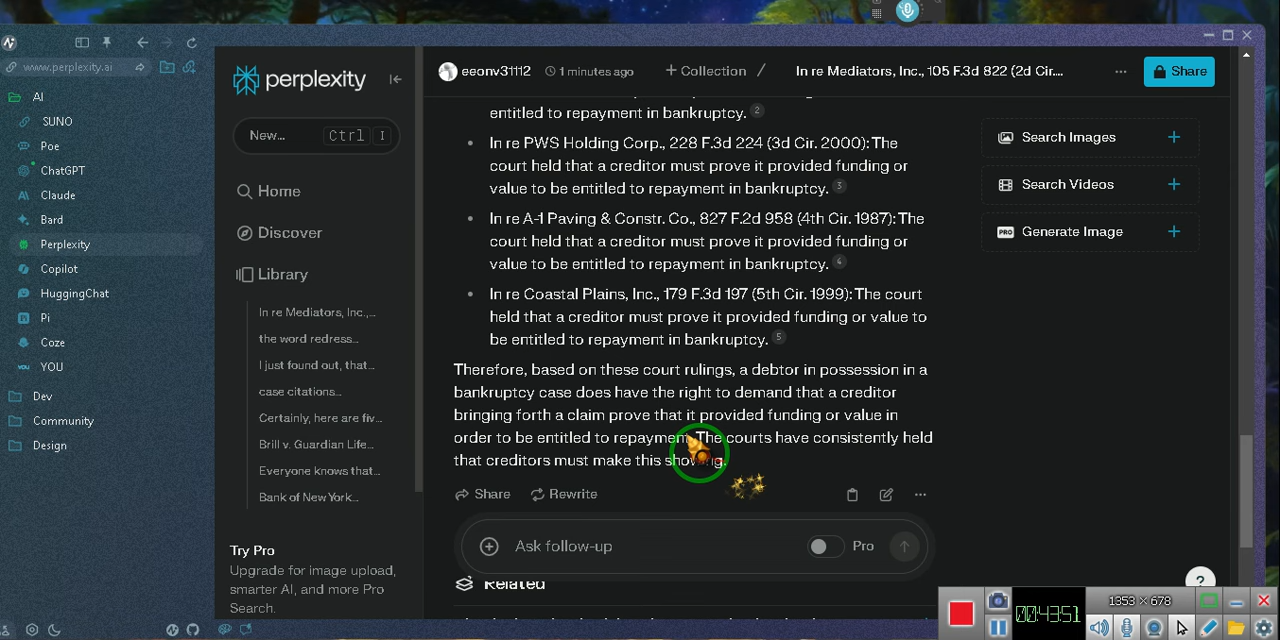 www.perplexity.ai
AI
SUNO
Poe
ChatGPT
Claude
Bard
Perplexity
Copilot
HuggingChat
Pi
Coze
YOU
Dev
Community
Design
perplexity
New... Ctrl I
Home
Discover
Library
In re Mediators, Inc.,...
the word redress...
I just found out, that...
case citations...
Certainly, here are fiv...
Brill v. Guardian Life...
Everyone knows that...
Bank of New York...
Try Pro
Upgrade for image upload,
smarter AI, and more Pro
Search.
eeonv31112 1 minutes ago + Collection / In re Mediators, Inc., 105 F.3d 822 (2d Cir.... ... Share
entitled to repayment in bankruptcy. 2
• In re PWS Holding Corp., 228 F.3d 224 (3d Cir. 2000): The
court held that a creditor must prove it provided funding or
value to be entitled to repayment in bankruptcy. 3
• In re A-1 Paving & Constr. Co., 827 F.2d 958 (4th Cir. 1987): The
court held that a creditor must prove it provided funding or
value to be entitled to repayment in bankruptcy. 4
• In re Coastal Plains, Inc., 179 F.3d 197 (5th Cir. 1999): The court
held that a creditor must prove it provided funding or value to
be entitled to repayment in bankruptcy. 5
Therefore, based on these court rulings, a debtor in possession in a
bankruptcy case does have the right to demand that a creditor
bringing forth a claim prove that it provided funding or value in
order to be entitled to repayment. The courts have consistently held
that creditors must make this showing.
Share Rewrite ...
Ask follow-up Pro
Related
Search Images +
Search Videos +
PRO Generate Image +
?
1353 × 678
00:43:51